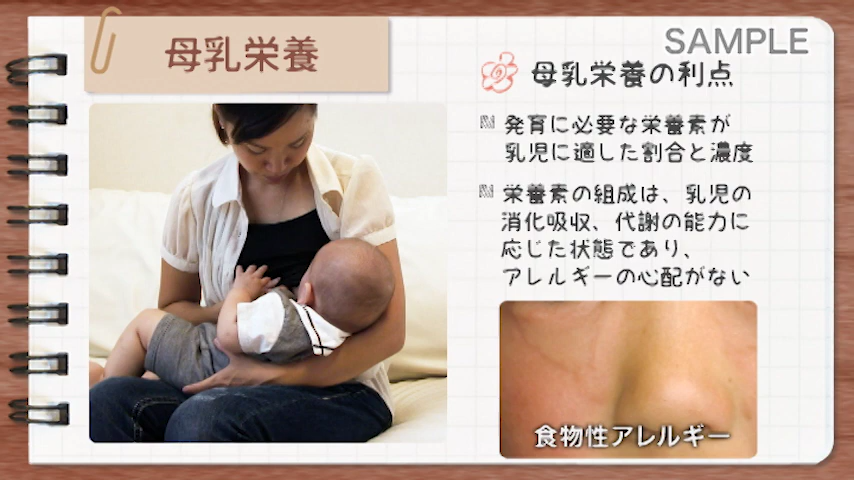 母乳栄養
SAMPLE
母乳栄養の利点
発育に必要な栄養素が
乳児に適した割合と濃度
栄養素の組成は、乳児の
消化吸収、代謝の能力に
応じた状態であり、
アレルギーの心配がない
食物性アレルギー